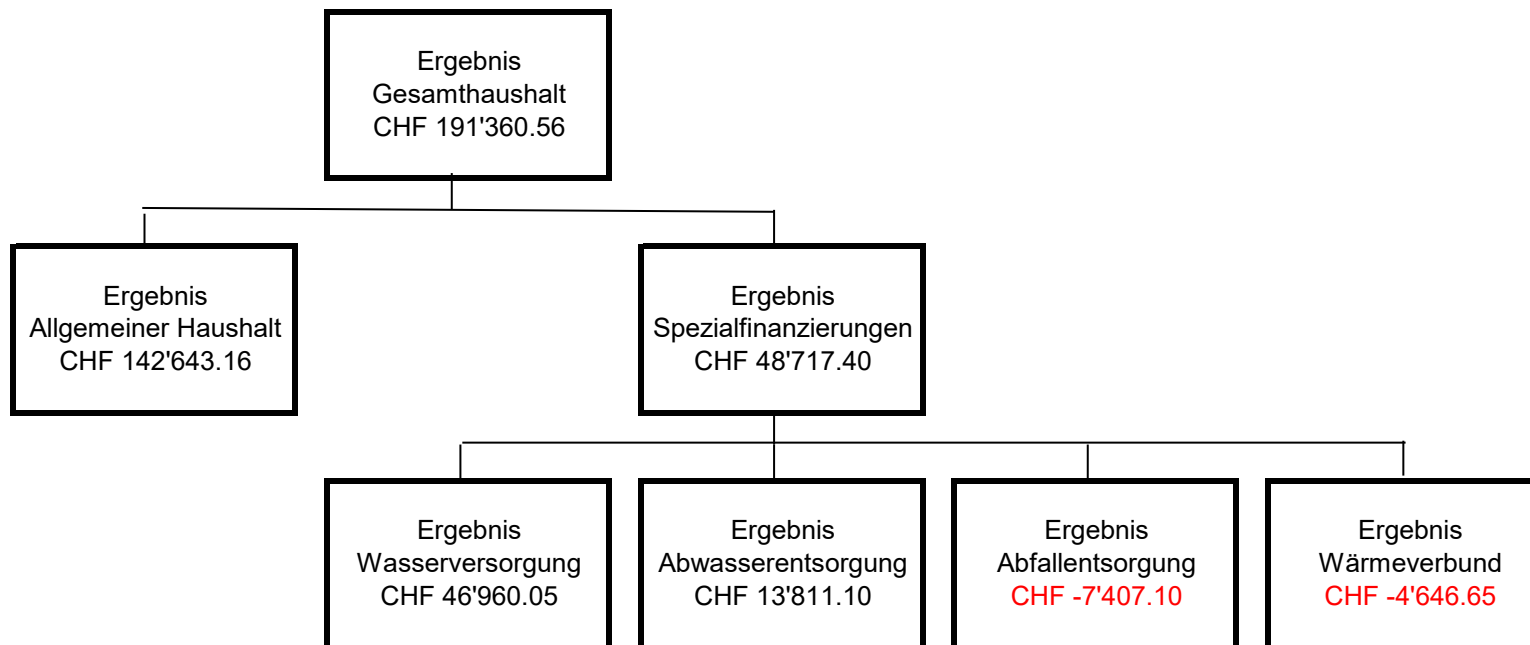 Ergebnis
Gesamthaushalt
CHF 191'360.56
Ergebnis
Allgemeiner Haushalt
CHF 142'643.16
Ergebnis
Spezialfinanzierungen
CHF 48'717.40
Ergebnis
Wasserversorgung
CHF 46'960.05
Ergebnis
Abwasserentsorgung
CHF 13'811.10
Ergebnis
Abfallentsorgung
CHF -7'407.10
Ergebnis
Wärmeverbund
CHF -4'646.65